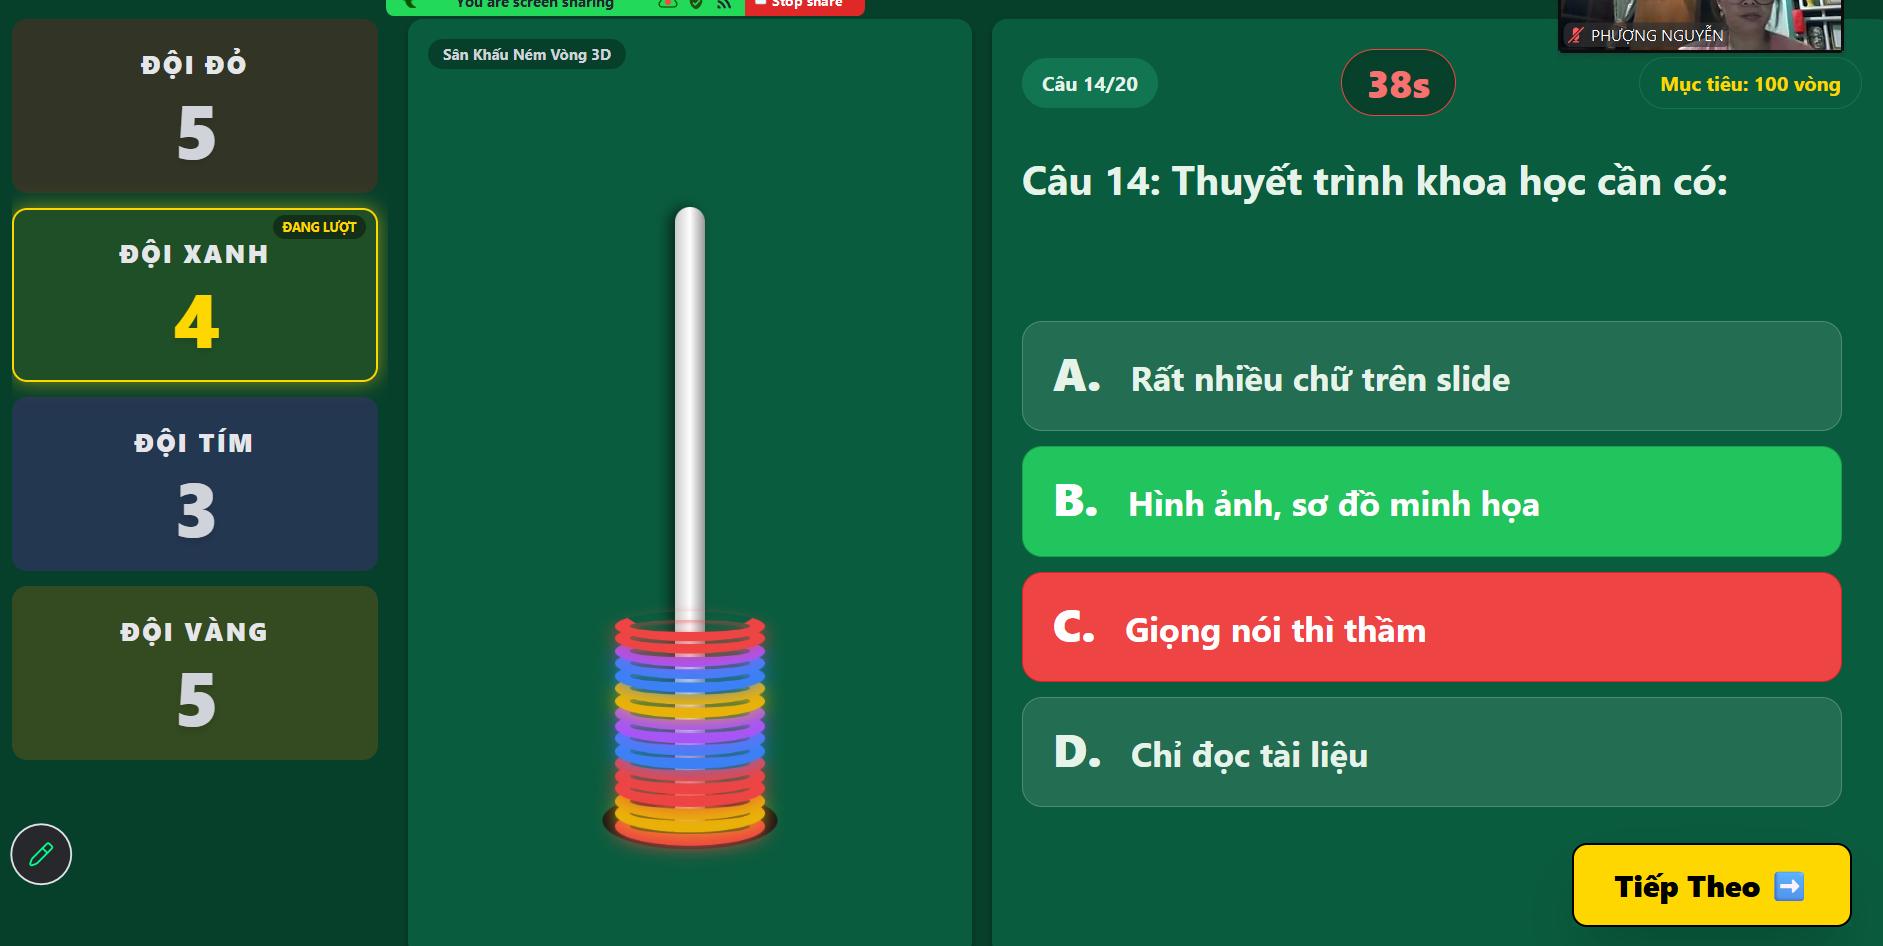 You are screen sharing
Stop share
ĐỘI ĐỎ
5
ĐANG LƯỢT
ĐỘI XANH
4
ĐỘI TÍM
3
ĐỘI VÀNG
5
Sân Khấu Ném Vòng 3D
PHƯỢNG NGUYỄN
Câu 14/20
38s
Mục tiêu: 100 vòng
Câu 14: Thuyết trình khoa học cần có:
A. Rất nhiều chữ trên slide
B. Hình ảnh, sơ đồ minh họa
C. Giọng nói thì thầm
D. Chỉ đọc tài liệu
Tiếp Theo ➡️